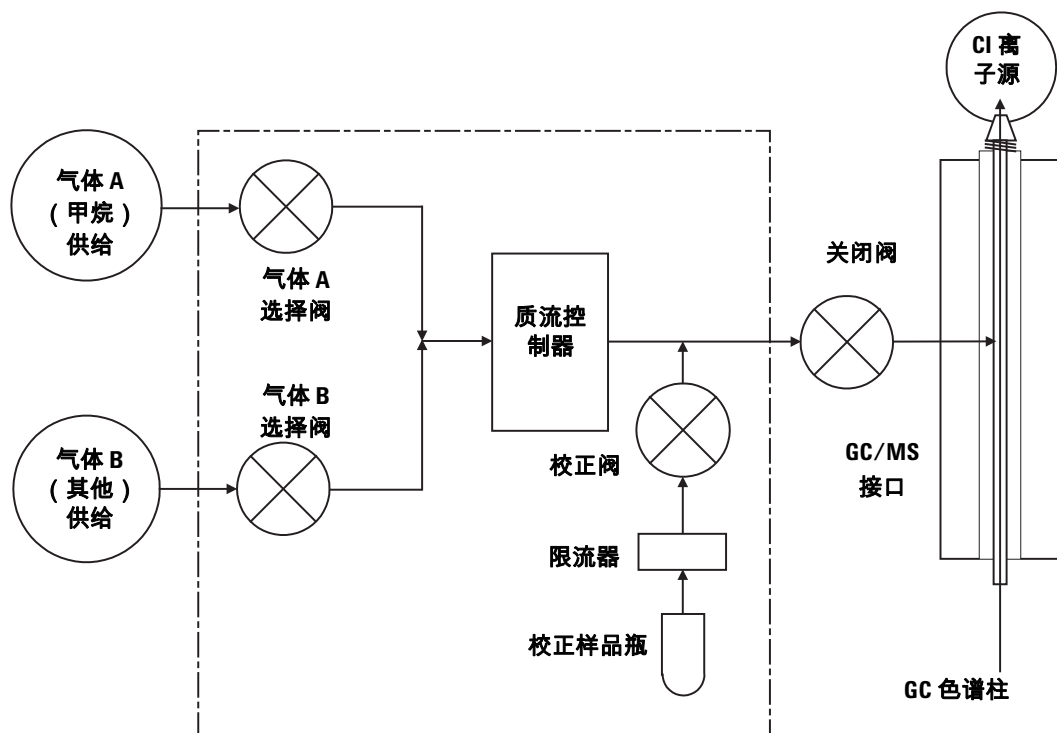 CI 离
子源
气体 A
（甲烷）
供给
气体 A
选择阀
关闭阀
质流控
制器
气体 B
选择阀
气体 B
（其他）
供给
校正阀
GC/MS
接口
限流器
校正样品瓶
GC 色谱柱